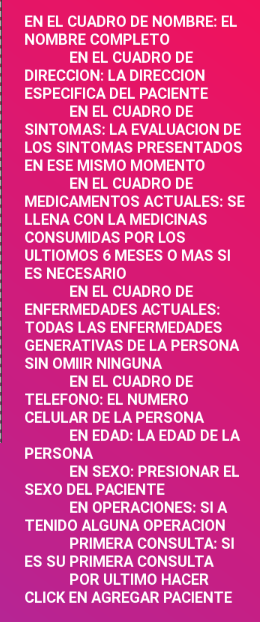 EN EL CUADRO DE NOMBRE: EL
NOMBRE COMPLETO
EN EL CUADRO DE
DIRECCION: LA DIRECCION
ESPECIFICA DEL PACIENTE
EN EL CUADRO DE
SINTOMAS: LA EVALUACION DE
LOS SINTOMAS PRESENTADOS
EN ESE MISMO MOMENTO
EN EL CUADRO DE
MEDICAMENTOS ACTUALES: SE
LLENA CON LA MEDICINAS
CONSUMIDAS POR LOS
ULTIOMOS 6 MESES O MAS SI
ES NECESARIO
EN EL CUADRO DE
ENFERMEDADES ACTUALES:
TODAS LAS ENFERMEDADES
GENERATIVAS DE LA PERSONA
SIN OMIIR NINGUNA
EN EL CUADRO DE
TELEFONO: EL NUMERO
CELULAR DE LA PERSONA
EN EDAD: LA EDAD DE LA
PERSONA
EN SEXO: PRESIONAR EL
SEXO DEL PACIENTE
EN OPERACIONES: SI A
TENIDO ALGUNA OPERACION
PRIMERA CONSULTA: SI
ES SU PRIMERA CONSULTA
POR ULTIMO HACER
CLICK EN AGREGAR PACIENTE